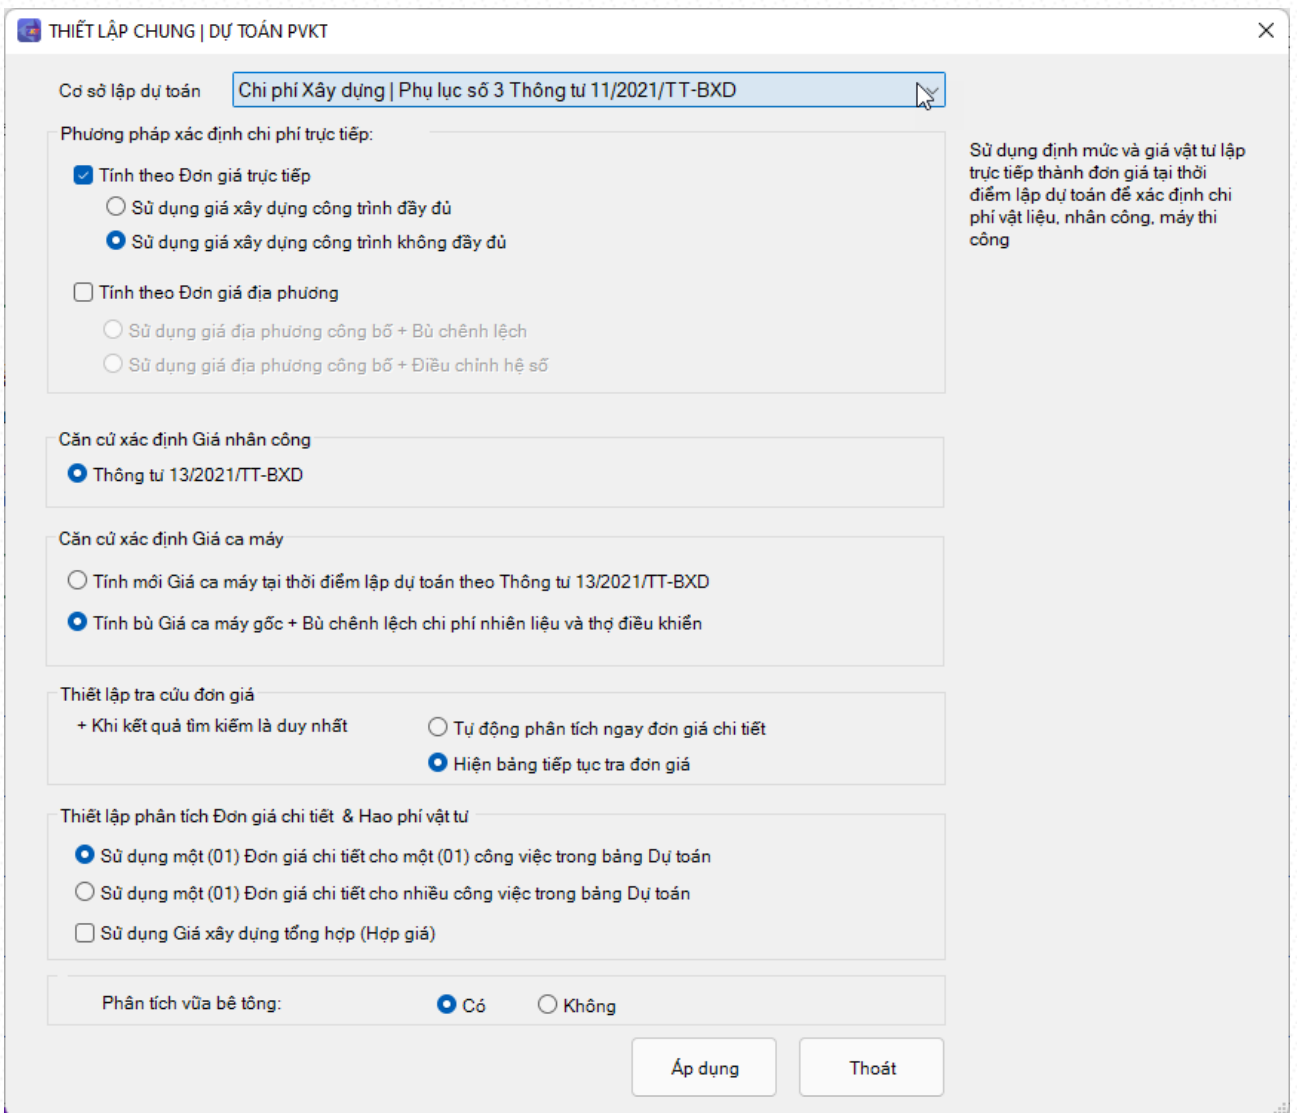 THIẾT LẬP CHUNG | DỰ TOÁN PVKT
Cơ sở lập dự toán
Chi phí Xây dựng | Phụ lục số 3 Thông tư 11/2021/TT-BXD
Phương pháp xác định chi phí trực tiếp:
Tính theo Đơn giá trực tiếp
Sử dụng giá xây dựng công trình đầy đủ
Sử dụng giá xây dựng công trình không đầy đủ
Tính theo Đơn giá địa phương
Sử dụng giá địa phương công bố + Bù chênh lệch
Sử dụng giá địa phương công bố + Điều chỉnh hệ số
Sử dụng định mức và giá vật tư lập
trực tiếp thành đơn giá tại thời
điểm lập dự toán để xác định chi
phí vật liệu, nhân công, máy thi
công
Căn cứ xác định Giá nhân công
Thông tư 13/2021/TT-BXD
Căn cứ xác định Giá ca máy
Tính mới Giá ca máy tại thời điểm lập dự toán theo Thông tư 13/2021/TT-BXD
Tính bù Giá ca máy gốc + Bù chênh lệch chi phí nhiên liệu và thợ điều khiển
Thiết lập tra cứu đơn giá
+ Khi kết quả tìm kiếm là duy nhất
Tự động phân tích ngay đơn giá chi tiết
Hiện bảng tiếp tục tra đơn giá
Thiết lập phân tích Đơn giá chi tiết & Hao phí vật tư
Sử dụng một (01) Đơn giá chi tiết cho một (01) công việc trong bảng Dự toán
Sử dụng một (01) Đơn giá chi tiết cho nhiều công việc trong bảng Dự toán
Sử dụng Giá xây dựng tổng hợp (Hợp giá)
Phân tích vữa bê tông:
Có
Không
Áp dụng
Thoát